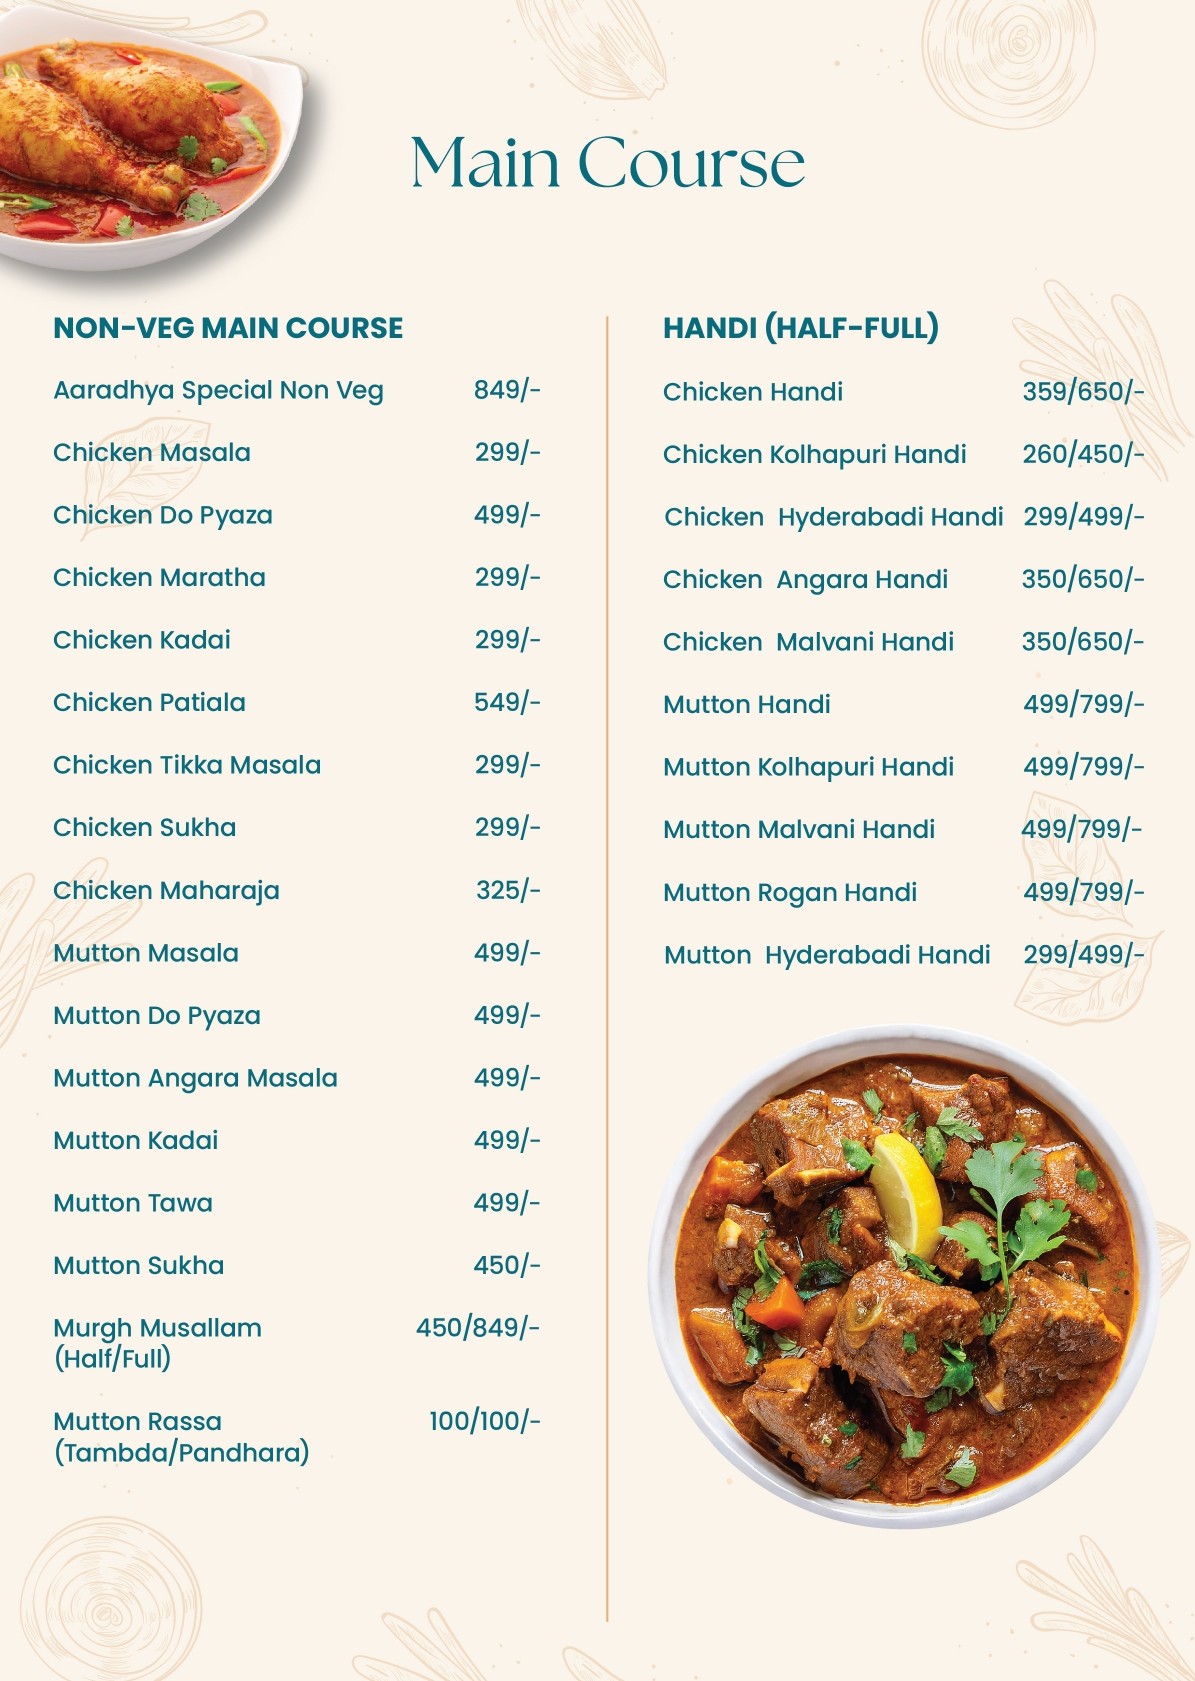 Main Course
NON-VEG MAIN COURSE
Aaradhya Special Non Veg 849/-
Chicken Masala 299/-
Chicken Do Pyaza 499/-
Chicken Maratha 299/-
Chicken Kadai 299/-
Chicken Patiala 549/-
Chicken Tikka Masala 299/-
Chicken Sukha 299/-
Chicken Maharaja 325/-
Mutton Masala 499/-
Mutton Do Pyaza 499/-
Mutton Angara Masala 499/-
Mutton Kadai 499/-
Mutton Tawa 499/-
Mutton Sukha 450/-
Murgh Musallam 450/849/-
(Half/Full)
Mutton Rassa 100/100/-
(Tambda/Pandhara)
HANDI (HALF-FULL)
Chicken Handi 359/650/-
Chicken Kolhapuri Handi 260/450/-
Chicken Hyderabadi Handi 299/499/-
Chicken Angara Handi 350/650/-
Chicken Malvani Handi 350/650/-
Mutton Handi 499/799/-
Mutton Kolhapuri Handi 499/799/-
Mutton Malvani Handi 499/799/-
Mutton Rogan Handi 499/799/-
Mutton Hyderabadi Handi 299/499/-